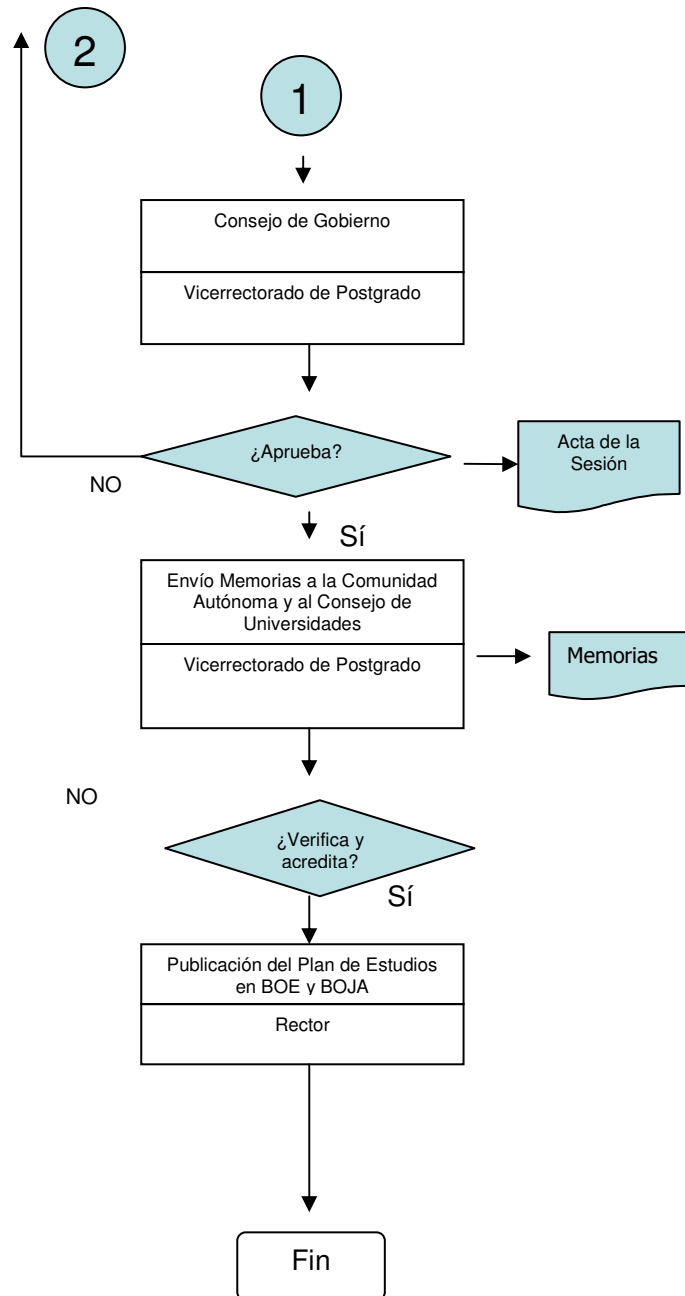 2
1
Consejo de Gobierno
Vicerrectorado de Postgrado
¿Aprueba?
Acta de la
Sesión
NO
Sí
Envío Memorias a la Comunidad
Autónoma y al Consejo de
Universidades
Vicerrectorado de Postgrado
Memorias
NO
¿Verifica y
acredita?
Sí
Publicación del Plan de Estudios
en BOE y BOJA
Rector
Fin